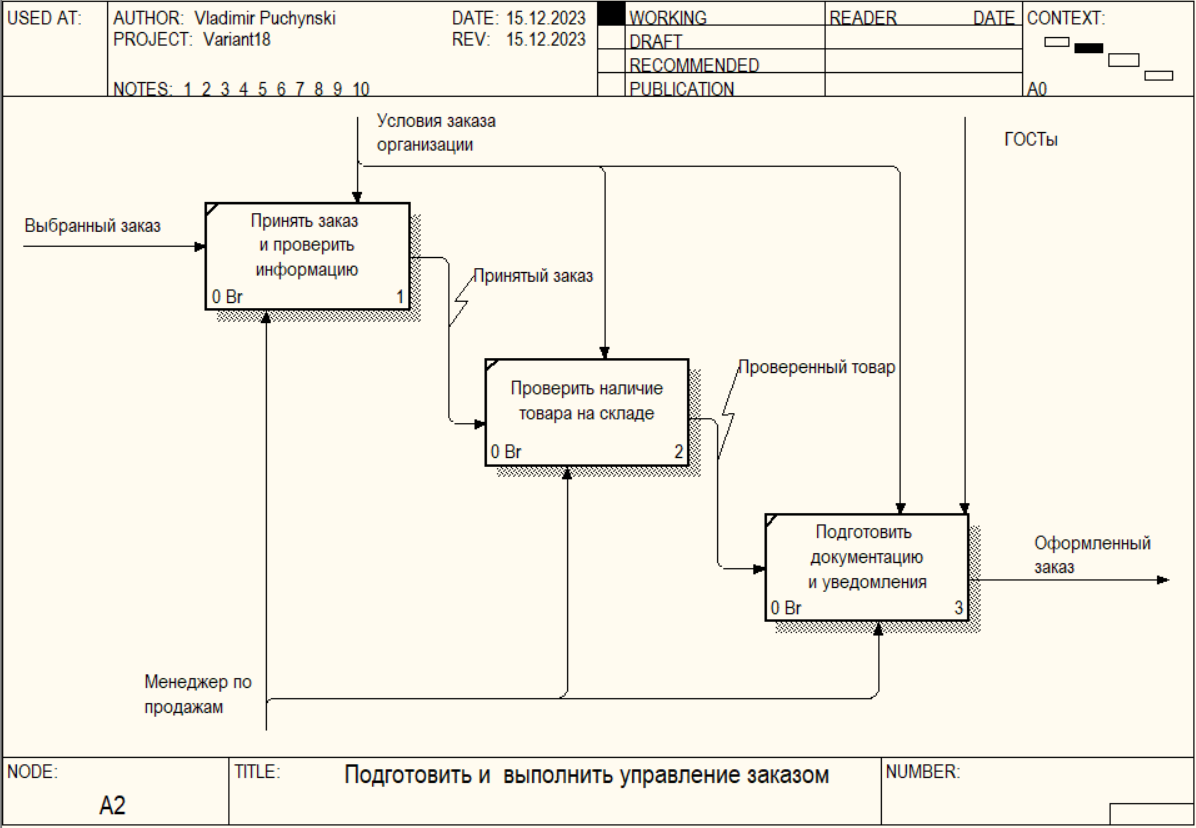 USED AT:
AUTHOR: Vladimir Puchynski
DATE: 15.12.2023
PROJECT: Variant18
REV: 15.12.2023
NOTES: 1 2 3 4 5 6 7 8 9 10
WORKING
DRAFT
RECOMMENDED
PUBLICATION
READER
DATE
CONTEXT:
A0
Условия заказа
организации
ГОСТы
Выбранный заказ
Принять заказ
и проверить
информацию
0 Br
1
Принятый заказ
Проверить наличие
товара на складе
0 Br
2
Проверенный товар
Подготовить
документацию
и уведомления
0 Br
3
Оформленный
заказ
Менеджер по
продажам
NODE:
A2
TITLE:
Подготовить и выполнить управление заказом
NUMBER: